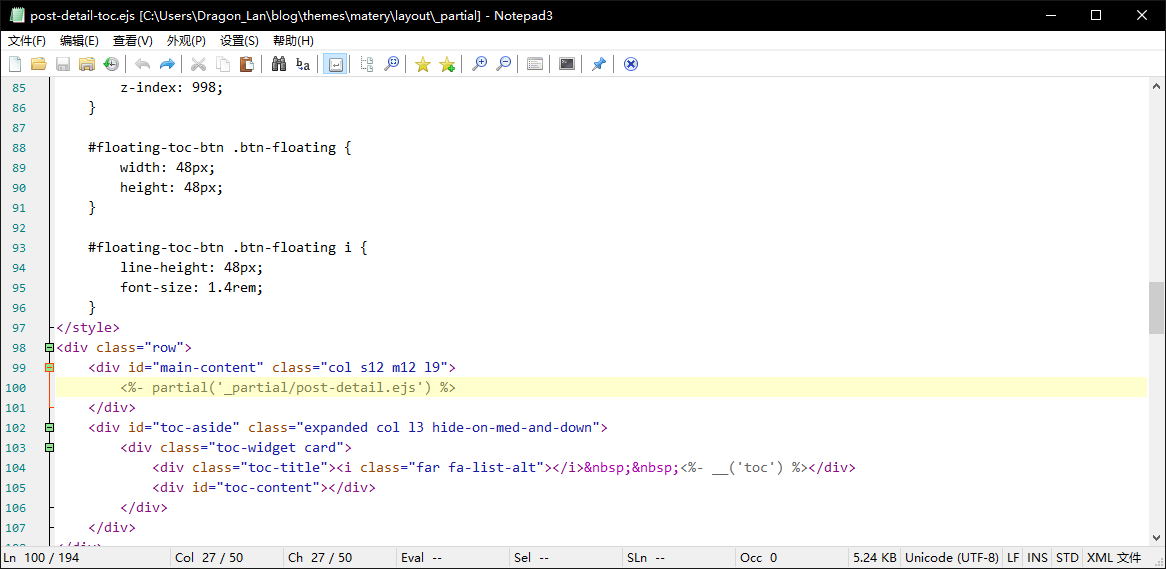 post-detail-toc.ejs [C:\Users\Dragon_Lan\blog\themes\matery\layout\_partial] - Notepad3
文件(F) 编辑(E) 查看(V) 外观(P) 设置(S) 帮助(H)
85 z-index: 998;
86 }
87
88 #floating-toc-btn .btn-floating {
89 width: 48px;
90 height: 48px;
91 }
92
93 #floating-toc-btn .btn-floating i {
94 line-height: 48px;
95 font-size: 1.4rem;
96 }
97 </style>
98 <div class="row">
99 <div id="main-content" class="col s12 m12 l9">
100 <%- partial('_partial/post-detail.ejs') %>
101 </div>
102 <div id="toc-aside" class="expanded col l3 hide-on-med-and-down">
103 <div class="toc-widget card">
104 <div class="toc-title"><i class="far fa-list-alt"></i>&nbsp;&nbsp;<%- __('toc') %></div>
105 <div id="toc-content"></div>
106 </div>
107 </div>
Ln 100 / 194 Col 27 / 50 Ch 27 / 50 Eval -- Sel -- SLn -- Occ 0 5.24 KB Unicode (UTF-8) LF INS STD XML 文件